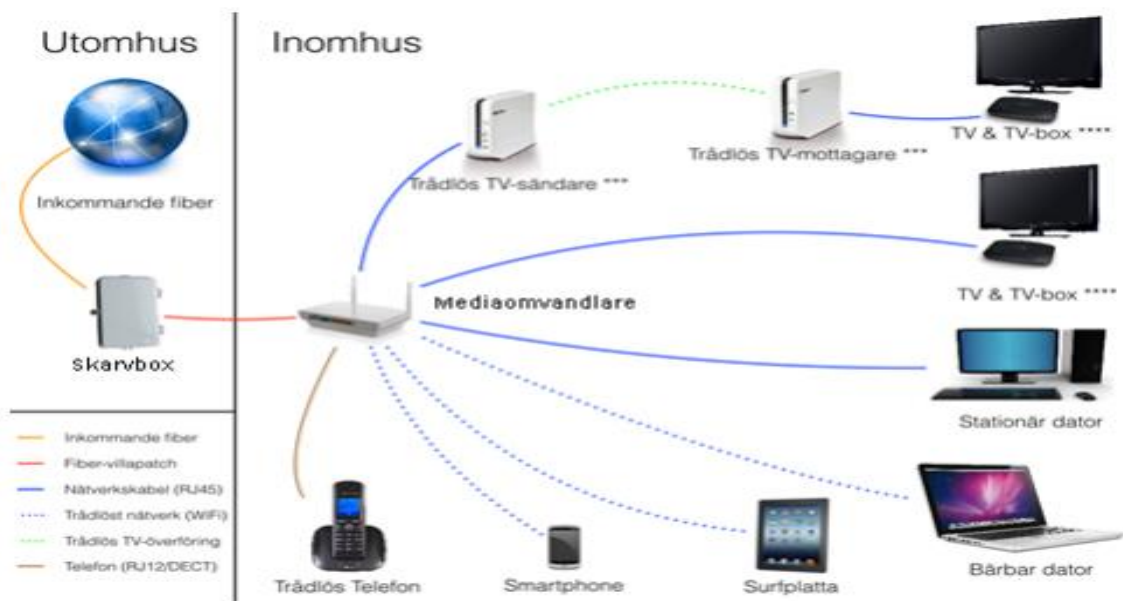 Utomhus
Inomhus
Inkommande fiber
Trådlös TV-sändare ***
Trådlös TV-mottagare ***
TV & TV-box ****
TV & TV-box ****
Mediaomvandlare
Skarvbox
Stationär dator
Inkommande fiber
Fiber-villapatch
Nätverkskabel (RJ45)
Trådlöst nätverk (WiFi)
Trådlös TV-överföring
Telefon (RJ12/DECT)
Trådlös Telefon
Smartphone
Surfplatta
Bärbar dator